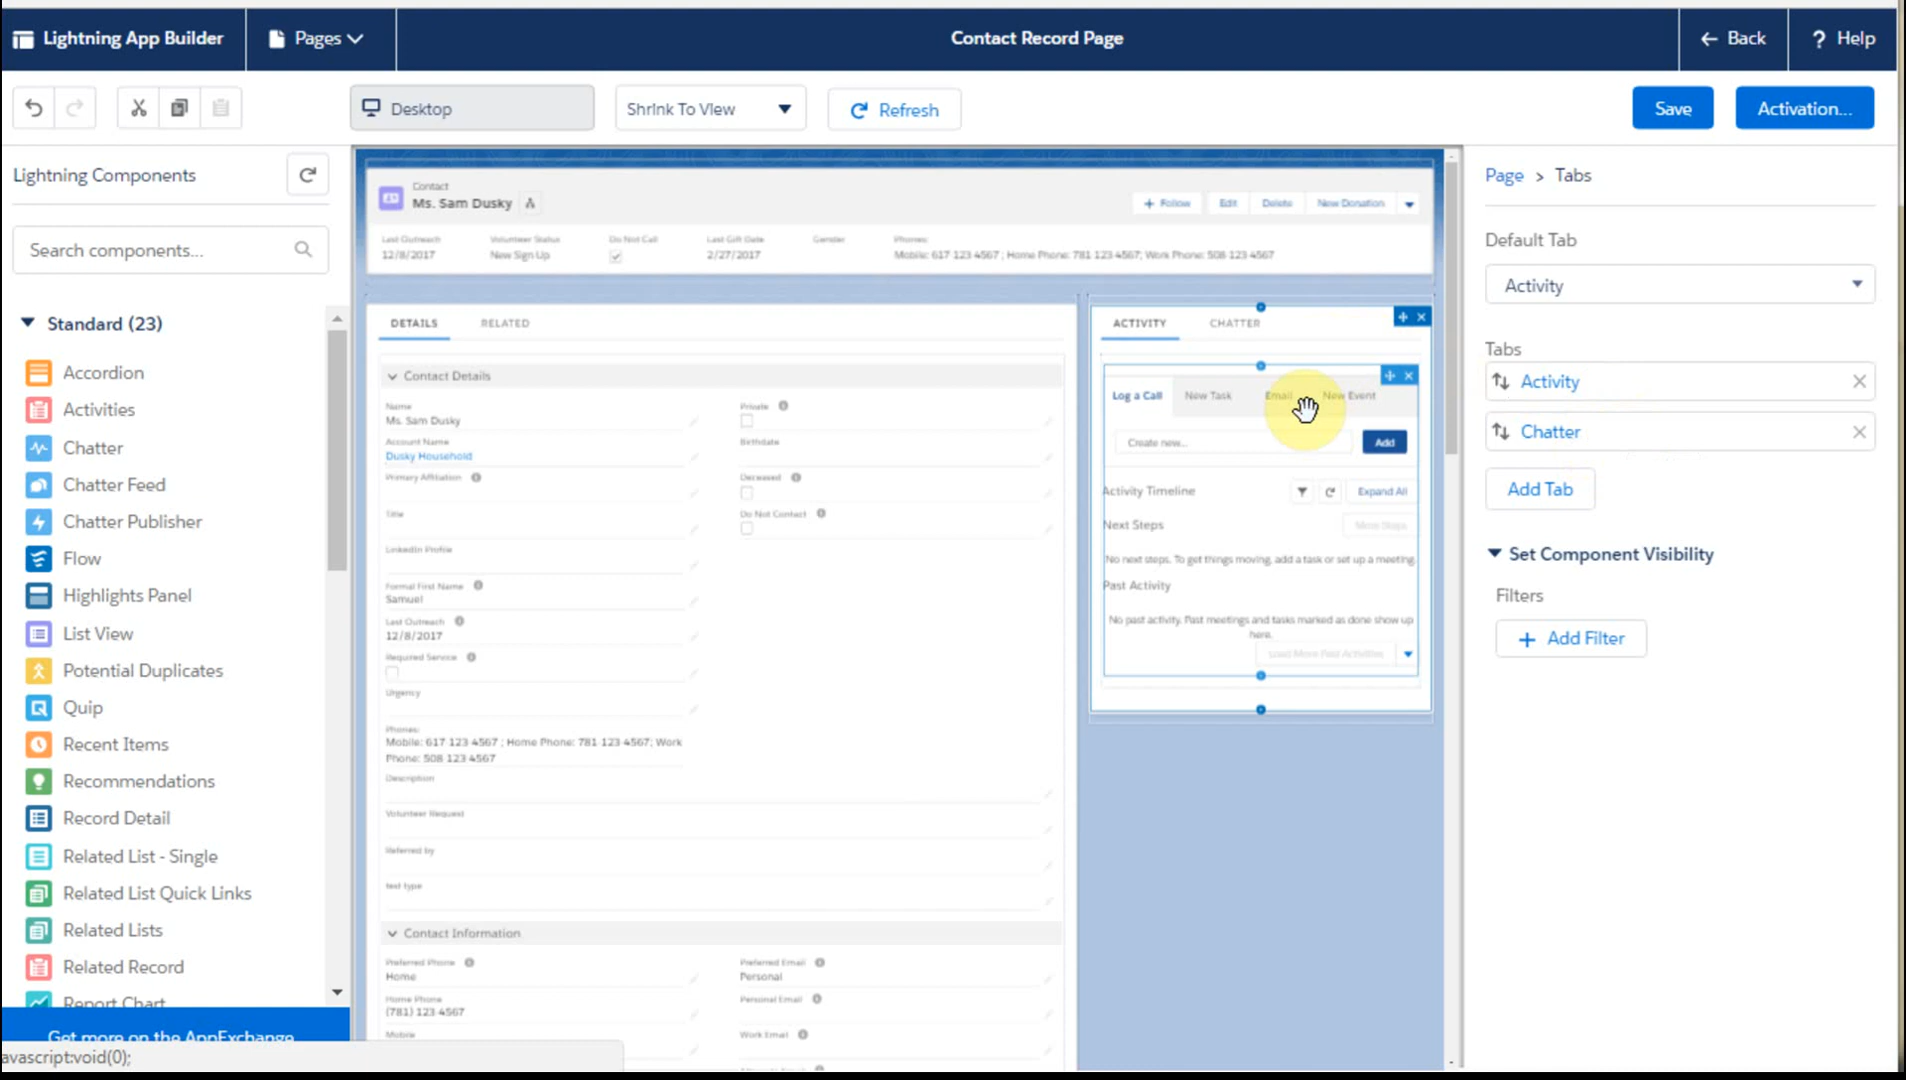 Lightning App Builder
Pages
Contact Record Page
Back
? Help
Desktop
Shrink To View
Refresh
Save
Activation...
Lightning Components
Search components...
Standard (23)
Accordion
Activities
Chatter
Chatter Feed
Chatter Publisher
Flow
Highlights Panel
List View
Potential Duplicates
Quip
Recent Items
Recommendations
Record Detail
Related List - Single
Related List Quick Links
Related Lists
Related Record
Report Chart
Get more on the AppExchange
avascript:void(0);
Contact
Ms. Sam Dusky
+ Follow
Edit
Delete
New Donation
Last Outreach
Volunteer Status
Do Not Call
Last Gift Date
Gender
Phones:
12/8/2017
New Sign Up
2/27/2017
Mobile: 617 123 4567 ; Home Phone: 781 123 4567; Work Phone: 508 123 4567
DETAILS
RELATED
Contact Details
Name
Ms. Sam Dusky
Private
Account Name
Dusky Household
Birthdate
Primary Affiliation
Deceased
Title
Do Not Contact
LinkedIn Profile
Formal First Name
Samuel
Last Outreach
12/8/2017
Required Service
Urgency
Phones:
Mobile: 617 123 4567 ; Home Phone: 781 123 4567; Work
Phone: 508 123 4567
Description
Volunteer Request
Referred by
test type
Contact Information
Preferred Phone
Home
Preferred Email
Personal
Home Phone
(781) 123 4567
Personal Email
Mobile
Work Email
ACTIVITY
CHATTER
Log a Call
New Task
Email
New Event
Create new...
Add
Activity Timeline
Expand All
Next Steps
More Steps
No next steps. To get things moving, add a task or set up a meeting.
Past Activity
No past activity. Past meetings and tasks marked as done show up
here.
Load More Past Activities
Page > Tabs
Default Tab
Activity
Tabs
Activity
Chatter
Add Tab
Set Component Visibility
Filters
+ Add Filter